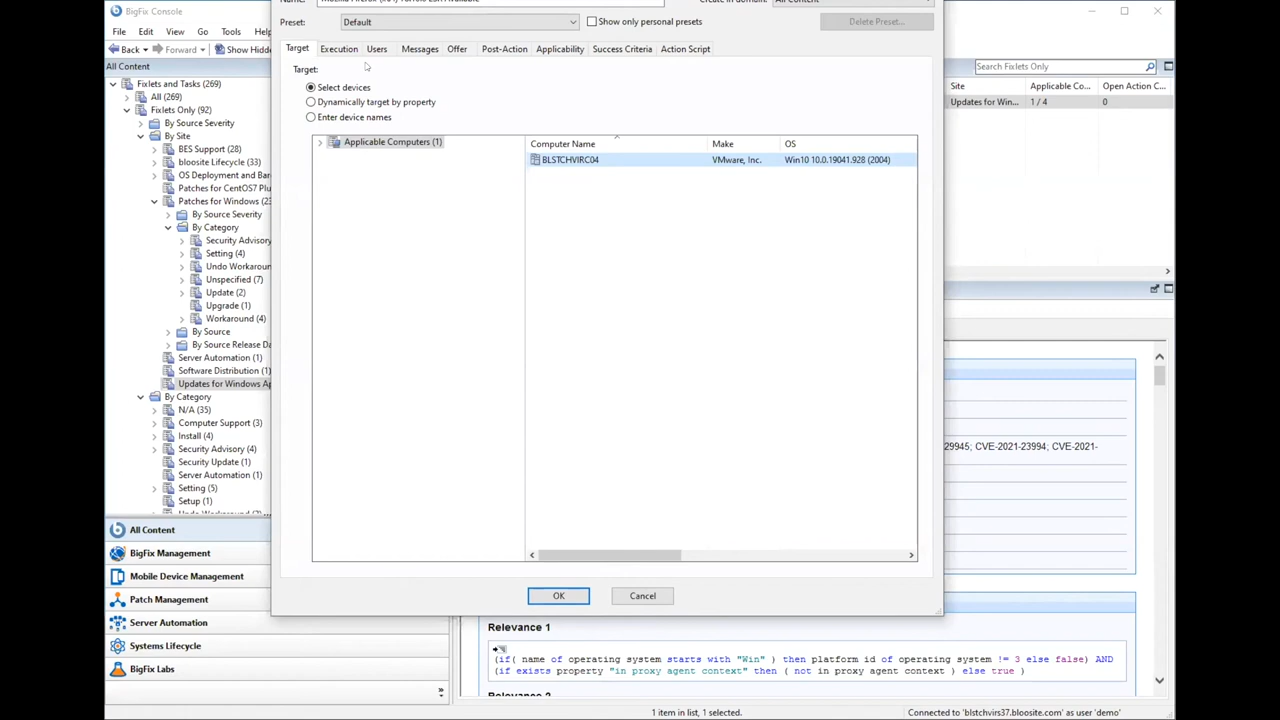 BigFix Console
File Edit View Go Tools
Back Forward Show Hidd
All Content
Fixlets and Tasks (269)
All (269)
Fixlets Only (92)
By Source Severity
By Site
BES Support (28)
bloosite Lifecycle (33)
OS Deployment and Bar
Patches for CentOS7 Plu
Patches for Windows (23
By Source Severity
By Category
Security Advisory
Setting (4)
Undo Workaroun
Unspecified (7)
Update (2)
Upgrade (1)
Workaround (4)
By Source
By Source Release Da
Server Automation (1)
Software Distribution (1)
Updates for Windows Ap
By Category
N/A (35)
Computer Support (3)
Install (4)
Security Advisory (4)
Security Update (1)
Server Automation (1)
Setting (5)
Setup (1)
All Content
BigFix Management
Mobile Device Management
Patch Management
Server Automation
Systems Lifecycle
BigFix Labs
Preset: Default Show only personal presets Delete Preset...
Target Execution Users Messages Offer Post-Action Applicability Success Criteria Action Script
Target:
Select devices
Dynamically target by property
Enter device names
Applicable Computers (1)
Computer Name Make OS
BLSTCHVIRC04 VMware, Inc. Win10 10.0.19041.928 (2004)
OK Cancel
Search Fixlets Only
Site Applicable Co... Open Action C
Updates for Win... 1 / 4 0
29945; CVE-2021-23994; CVE-2021-
Relevance 1
(if( name of operating system starts with "Win" ) then platform id of operating system != 3 else false) AND
(if exists property "in proxy agent context" then ( not in proxy agent context ) else true )
1 item in list, 1 selected. Connected to 'blstchvirs37.bloosite.com' as user 'demo'